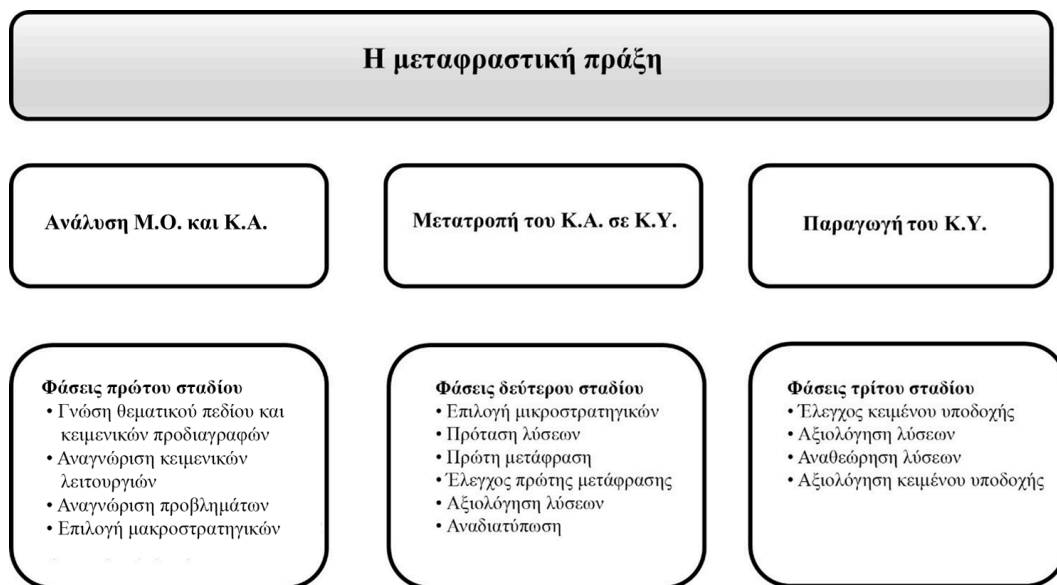 Η μεταφραστική πράξη
Ανάλυση Μ.Ο. και Κ.Α.
Μετατροπή του Κ.Α. σε Κ.Υ.
Παραγωγή του Κ.Υ.
Φάσεις πρώτου σταδίου
• Γνώση θεματικού πεδίου και
κειμενικών προδιαγραφών
• Αναγνώριση κειμενικών
λειτουργιών
• Αναγνώριση προβλημάτων
• Επιλογή μακροστρατηγικών
Φάσεις δεύτερου σταδίου
• Επιλογή μικροστρατηγικών
• Πρόταση λύσεων
• Πρώτη μετάφραση
• Έλεγχος πρώτης μετάφρασης
• Αξιολόγηση λύσεων
• Αναδιατύπωση
Φάσεις τρίτου σταδίου
• Έλεγχος κειμένου υποδοχής
• Αξιολόγηση λύσεων
• Αναθεώρηση λύσεων
• Αξιολόγηση κειμένου υποδοχής